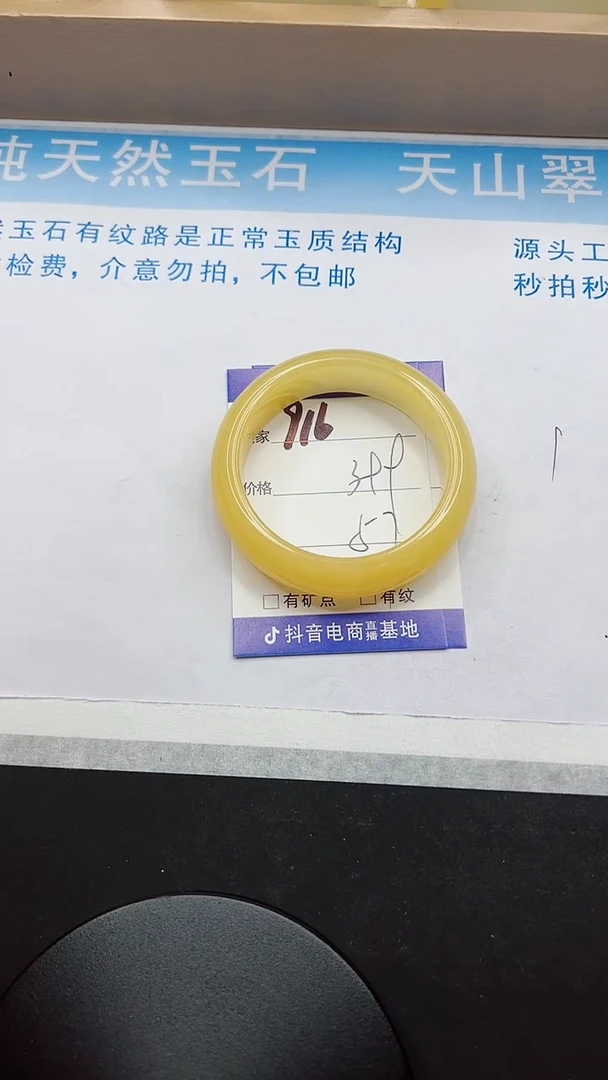 纯天然玉石 天山翠
玉石有纹路是正常玉质结构
检费，介意勿拍，不包邮
源头工
秒拍秒
家 916
价格
57
有矿点 有纹
抖音电商直播基地